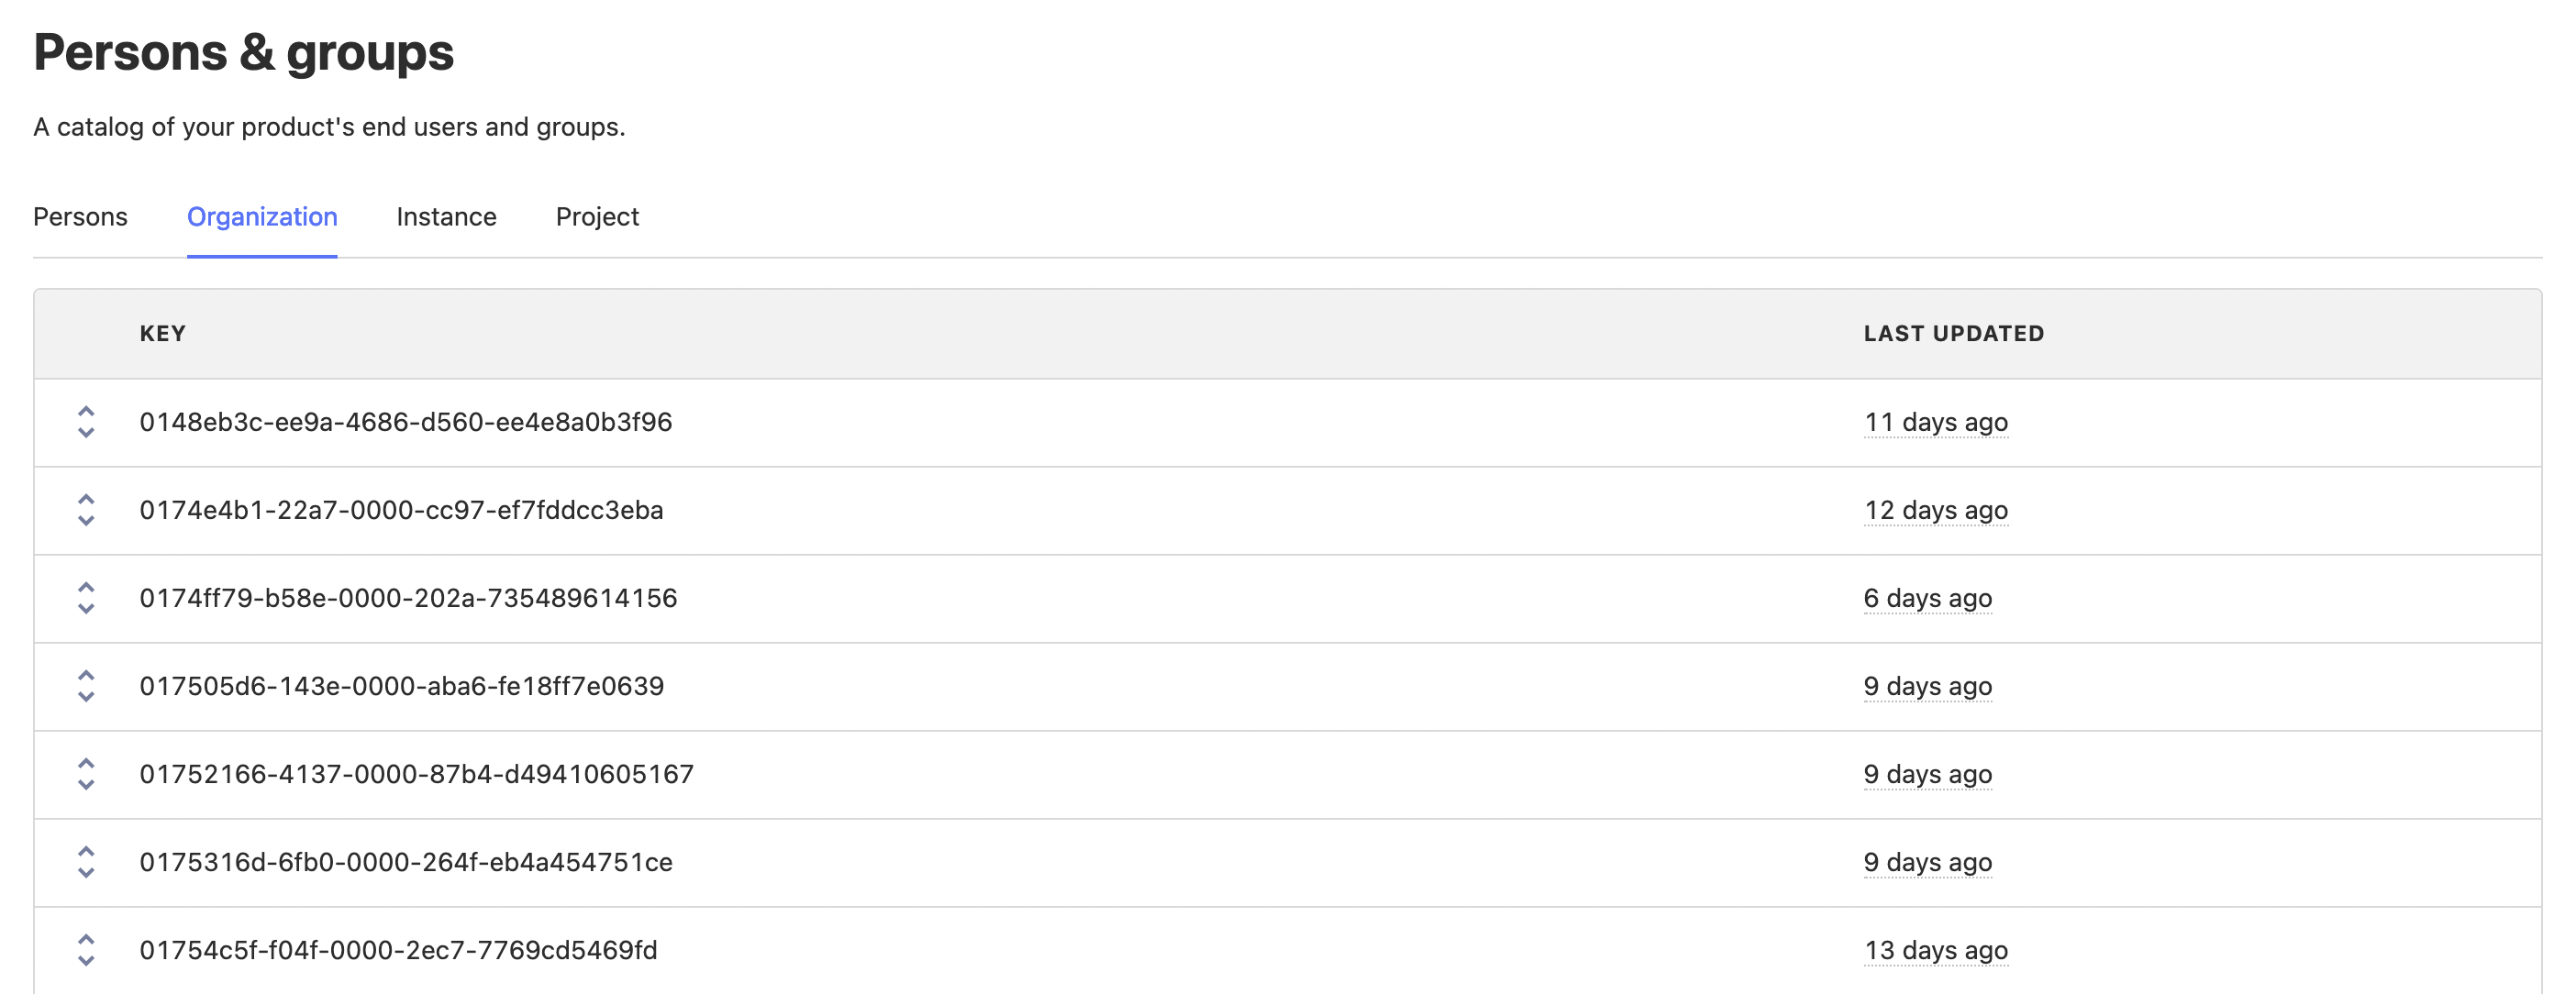 Persons & groups
A catalog of your product's end users and groups.
Persons Organization Instance Project
KEY LAST UPDATED
0148eb3c-ee9a-4686-d560-ee4e8a0b3f96 11 days ago
0174e4b1-22a7-0000-cc97-ef7fddcc3eba 12 days ago
0174ff79-b58e-0000-202a-735489614156 6 days ago
017505d6-143e-0000-aba6-fe18ff7e0639 9 days ago
01752166-4137-0000-87b4-d49410605167 9 days ago
0175316d-6fb0-0000-264f-eb4a454751ce 9 days ago
01754c5f-f04f-0000-2ec7-7769cd5469fd 13 days ago